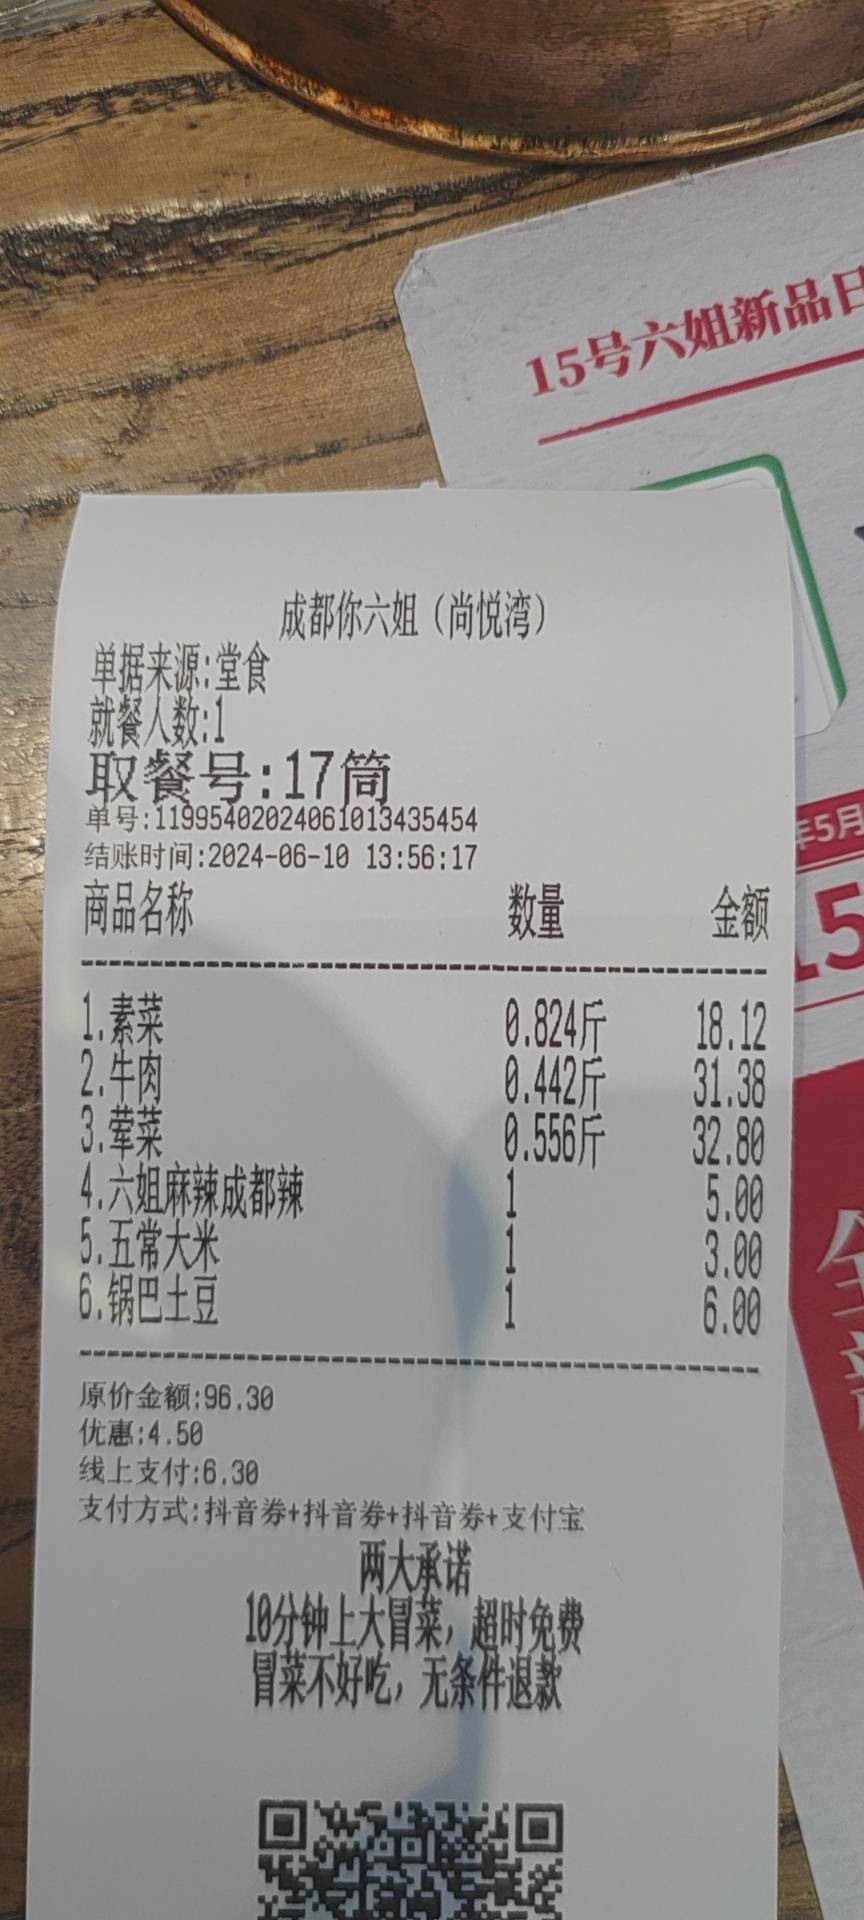 15号六姐新品日
成都你六姐（尚悦湾）
单据来源:堂食
就餐人数:1
取餐号:17筒
单号:11995402024061013435454
结账时间:2024-06-10 13:56:17
年5月
15
商品名称 数量 金额
1.素菜 0.824斤 18.12
2.牛肉 0.442斤 31.38
3.荤菜 0.556斤 32.80
4.六姐麻辣成都辣 1 5.00
5.五常大米 1 3.00
6.锅巴土豆 1 6.00
原价金额:96.30
优惠:4.50
线上支付:6.30
支付方式:抖音券+抖音券+抖音券+支付宝
两大承诺
10分钟上大冒菜，超时免费
冒菜不好吃，无条件退款